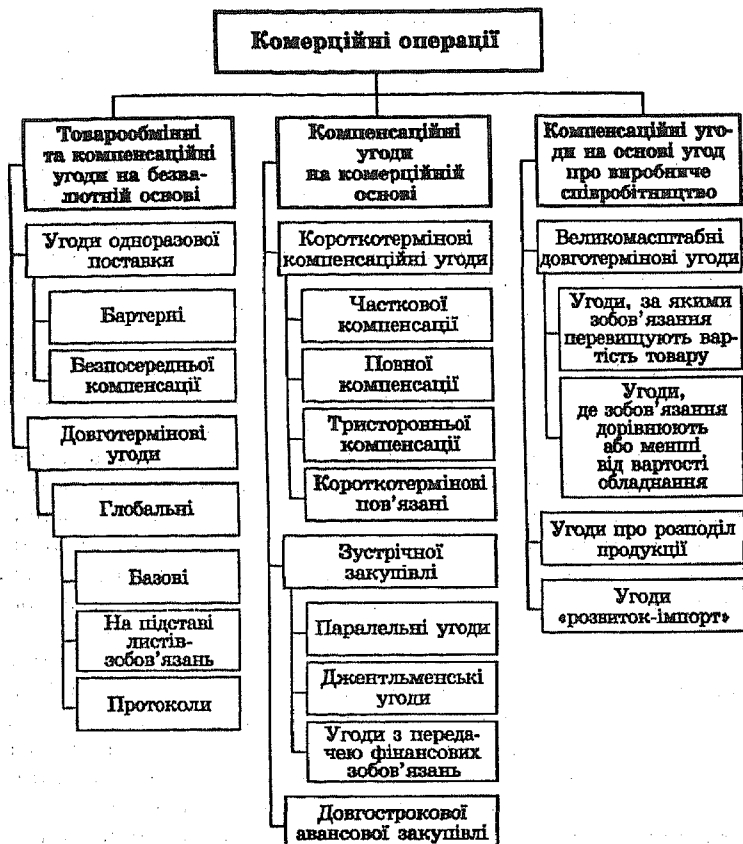 Комерційні операції
Товарообмінні
та компенсаційні
угоди на безва-
лютній основі
Угоди одноразової
поставки
Бартерні
Безпосередньої
компенсації
Довготермінові
угоди
Глобальні
Базові
На підставі
листів-
зобов’язань
Протоколи
Компенсаційні
угоди
на комерційній
основі
Короткотермінові
компенсаційні угоди
Часткової
компенсації
Повної
компенсації
Тристоронньої
компенсації
Короткотермінові
пов’язані
Зустрічної
закупівлі
Паралельні угоди
Джентльменські
угоди
Угоди з переда-
чею фінансових
зобов’язань
Довгострокової
авансової закупівлі
Компенсаційні уго-
ди на основі угод
про виробниче
співробітництво
Великомасштабні
довготермінові угоди
Угоди, за якими
зобов’язання
перевищують вар-
тість товару
Угоди,
де зобов’язання
дорівнюють
або менші
від вартості
обладнання
Угоди про розподіл
продукції
Угоди
«розвиток-імпорт»